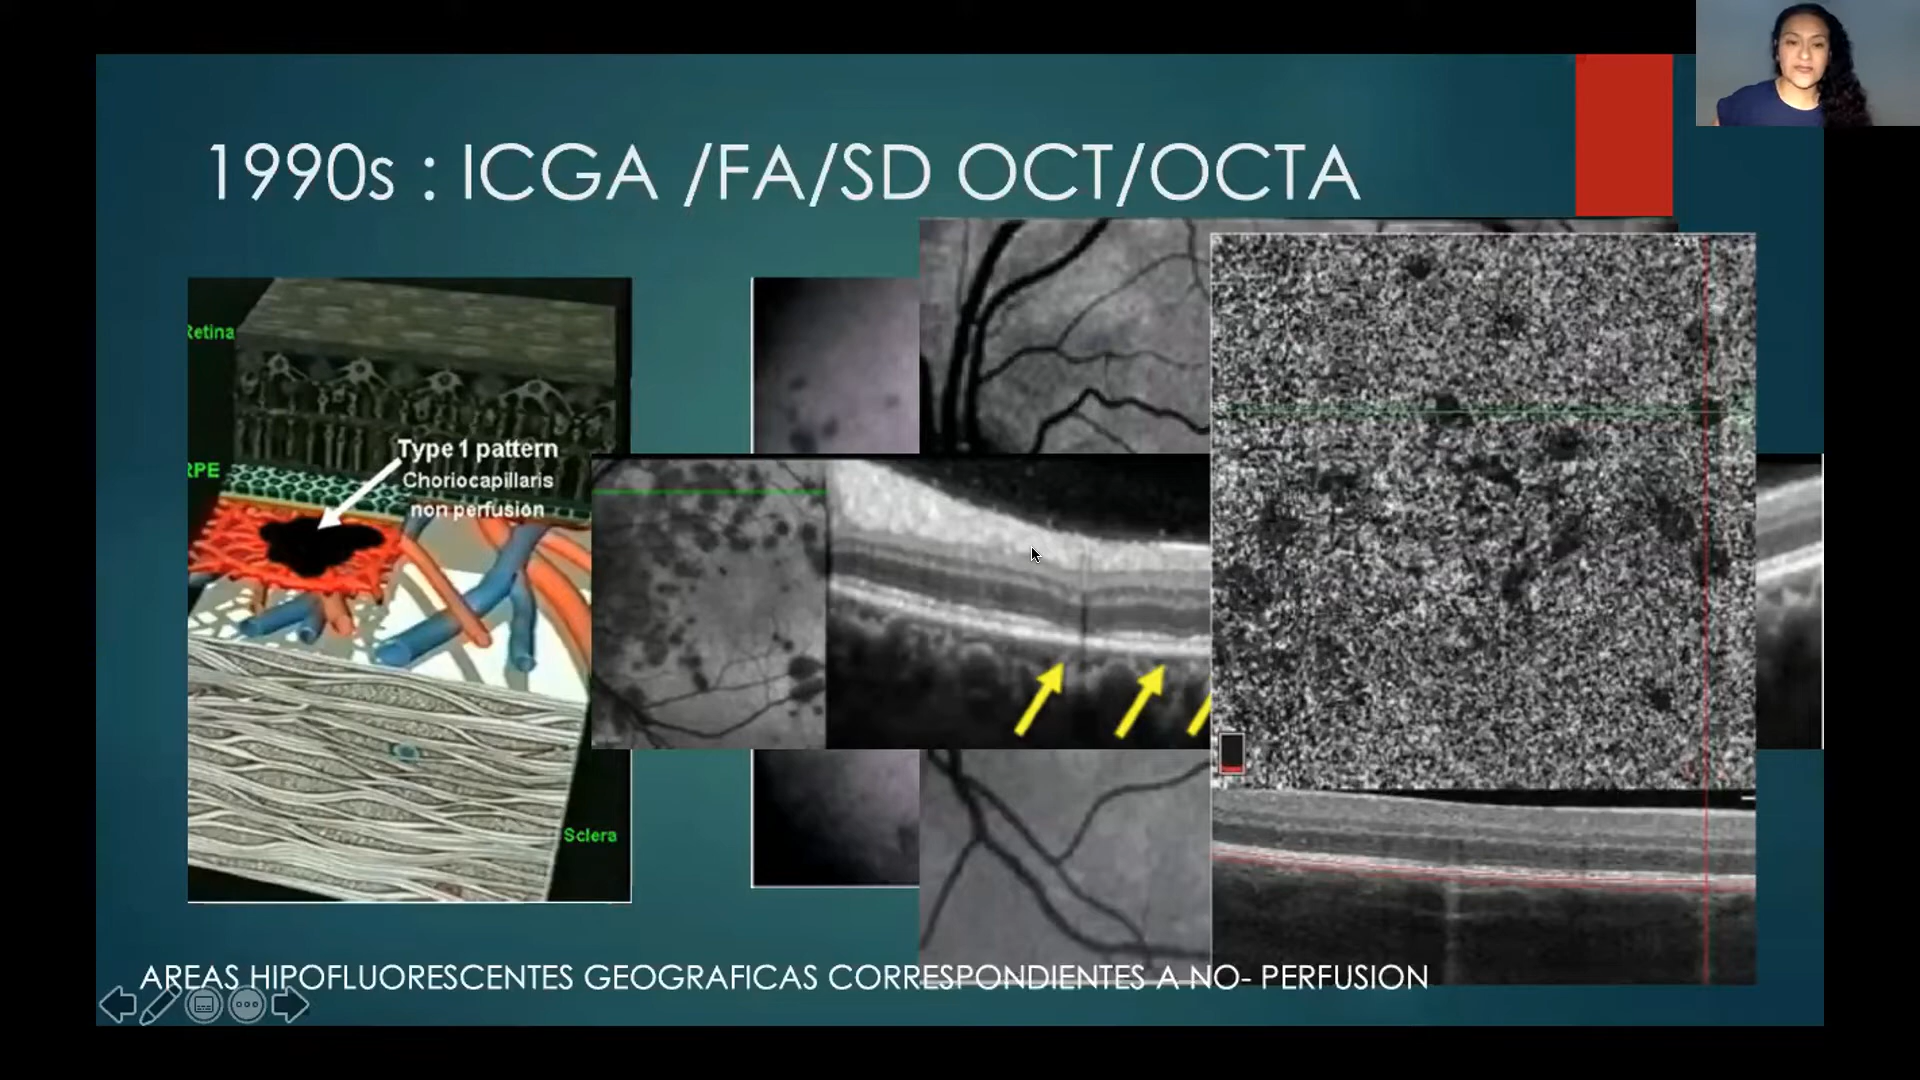 1990s : ICGA /FA/SD OCT/OCTA
Retina
RPE
Type 1 pattern
Choriocapillaris
non perfusion
Sclera
AREAS HIPOFLUORESCENTES GEOGRAFICAS CORRESPONDIENTES A NO- PERFUSION